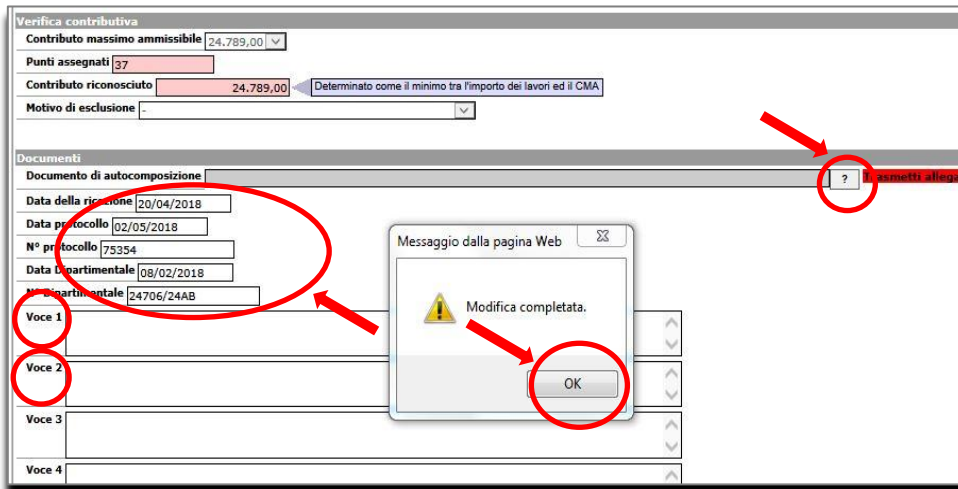 Verifica contributiva
Contributo massimo ammissibile 24.789,00
Punti assegnati 37
Contributo riconosciuto 24.789,00 Determinato come il minimo tra l'importo dei lavori ed il CMA
Motivo di esclusione -
Documenti
Documento di autocomposizione ? Trasmetti allega
Data della ricezione 20/04/2018
Data protocollo 02/05/2018
N° protocollo 75354
Data Dipartimentale 08/02/2018
N° Dipartimentale 24706/24AB
Messaggio dalla pagina Web
Modifica completata.
OK
Voce 1
Voce 2
Voce 3
Voce 4